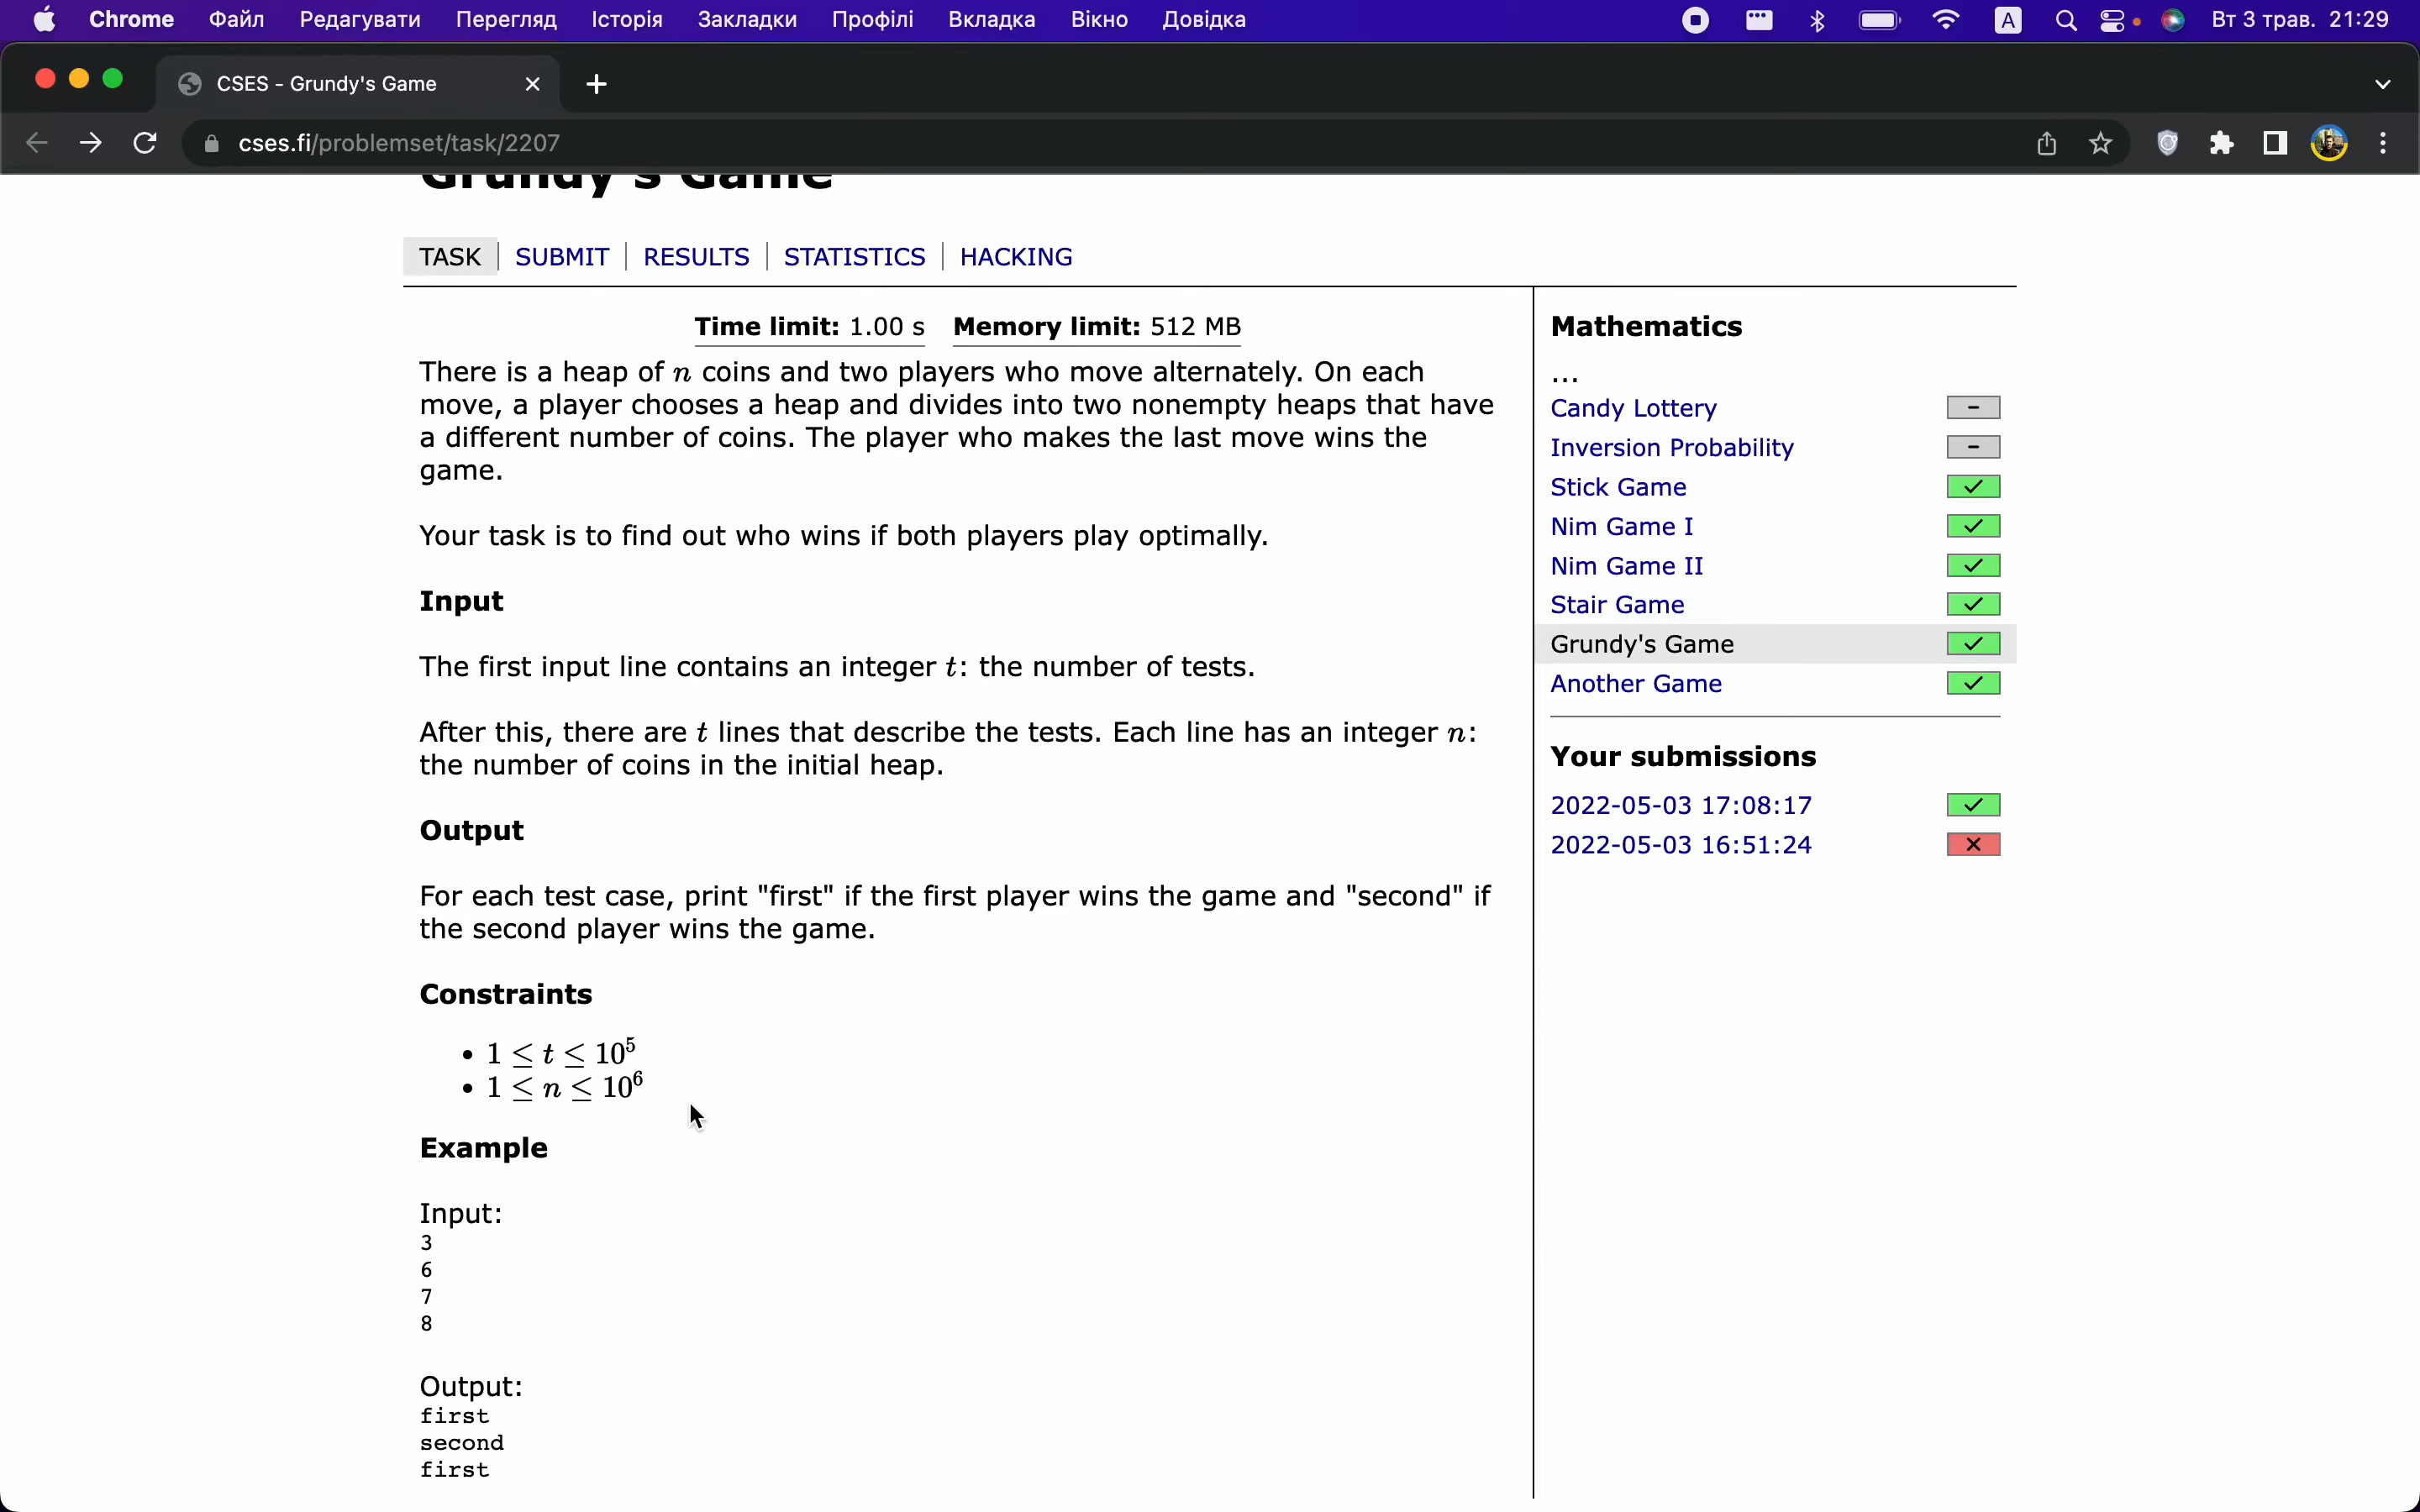 Chrome Файл Редагувати Перегляд Історія Закладки Профілі Вкладка Вікно Довідка A Вт 3 трав. 21:29
CSES - Grundy's Game
cses.fi/problemset/task/2207
Grundy's Game
TASK SUBMIT RESULTS STATISTICS HACKING
Time limit: 1.00 s Memory limit: 512 MB
There is a heap of n coins and two players who move alternately. On each
move, a player chooses a heap and divides into two nonempty heaps that have
a different number of coins. The player who makes the last move wins the
game.
Your task is to find out who wins if both players play optimally.
Input
The first input line contains an integer t: the number of tests.
After this, there are t lines that describe the tests. Each line has an integer n:
the number of coins in the initial heap.
Output
For each test case, print "first" if the first player wins the game and "second" if
the second player wins the game.
Constraints
• 1 ≤ t ≤ 10⁵
• 1 ≤ n ≤ 10⁶
Example
Input:
3
6
7
8
Output:
first
second
first
Mathematics
...
Candy Lottery –
Inversion Probability –
Stick Game ✓
Nim Game I ✓
Nim Game II ✓
Stair Game ✓
Grundy's Game ✓
Another Game ✓
Your submissions
2022-05-03 17:08:17 ✓
2022-05-03 16:51:24 ✕